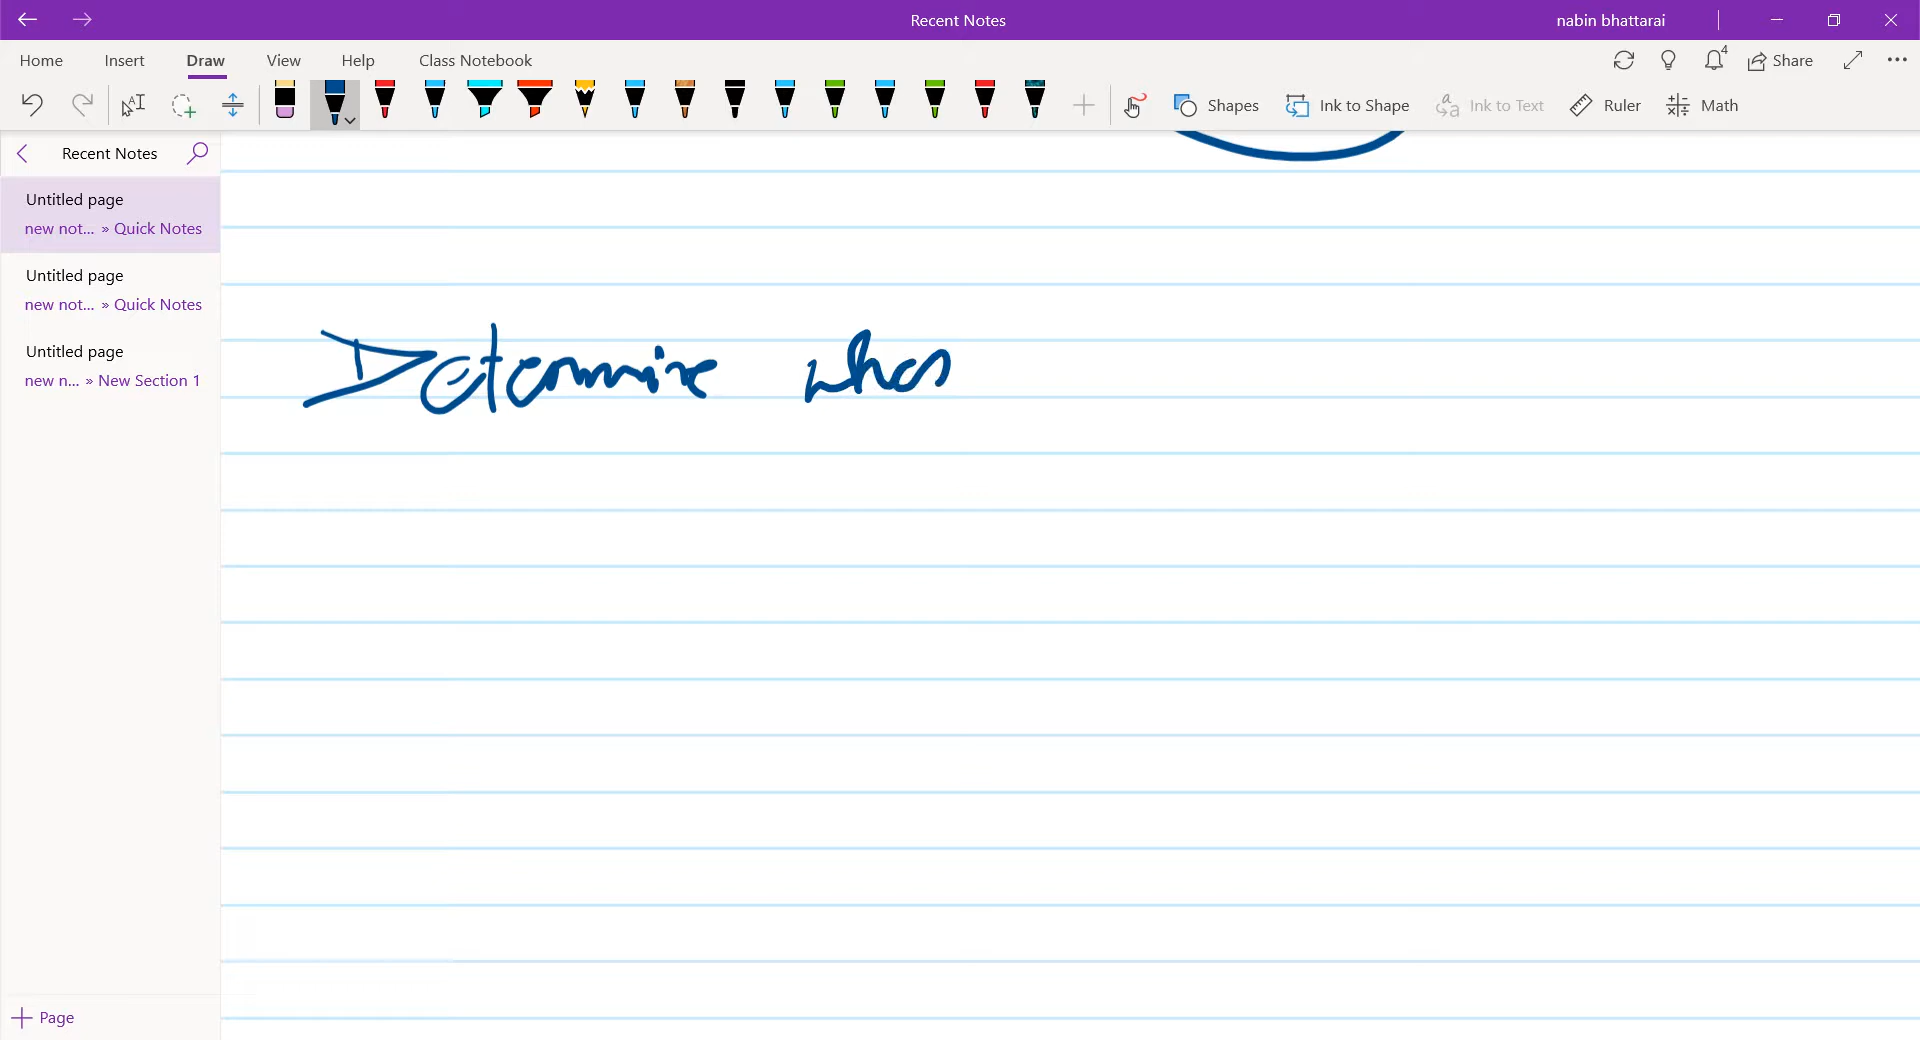 Recent Notes
nabin bhattarai
Home Insert Draw View Help Class Notebook
4 Share
Shapes Ink to Shape Ink to Text Ruler Math
Recent Notes
Untitled page
new not... » Quick Notes
Untitled page
new not... » Quick Notes
Untitled page
new n... » New Section 1
Determine
Page